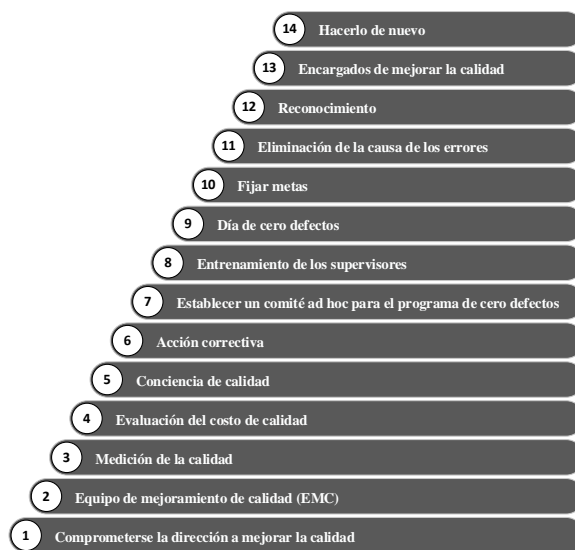 14 Hacerlo de nuevo
13 Encargados de mejorar la calidad
12 Reconocimiento
11 Eliminación de la causa de los errores
10 Fijar metas
9 Día de cero defectos
8 Entrenamiento de los supervisores
7 Establecer un comité ad hoc para el programa de cero defectos
6 Acción correctiva
5 Conciencia de calidad
4 Evaluación del costo de calidad
3 Medición de la calidad
2 Equipo de mejoramiento de calidad (EMC)
1 Comprometerse la dirección a mejorar la calidad